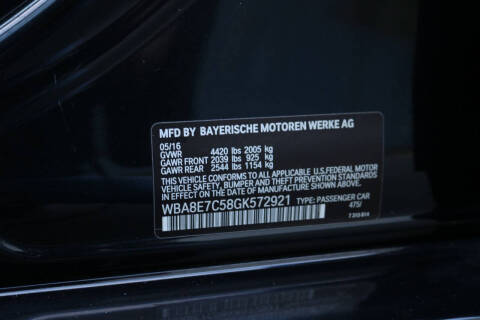 MFD BY BAYERISCHE MOTOREN WERKE AG
05/16
GVWR 4420 lbs 2005 kg
GAWR FRONT 2039 lbs 925 kg
GAWR REAR 2544 lbs 1154 kg
THIS VEHICLE CONFORMS TO ALL APPLICABLE U.S.FEDERAL MOTOR
VEHICLE SAFETY, BUMPER, AND THEFT PREVENTION STANDARDS
IN EFFECT ON THE DATE OF MANUFACTURE SHOWN ABOVE.
WBA8E7C58GK572921 TYPE: PASSENGER CAR
475/